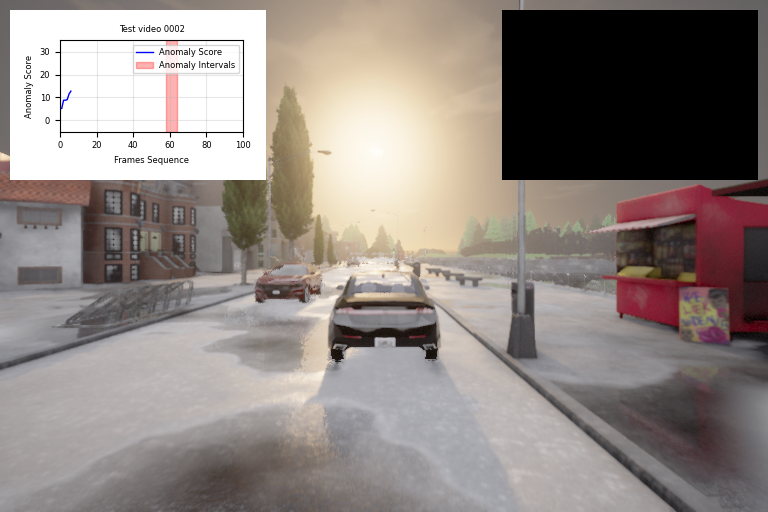 Test video 0002
Anomaly Score
Anomaly Intervals
Anomaly Score
30
20
10
0
0 20 40 60 80 100
Frames Sequence